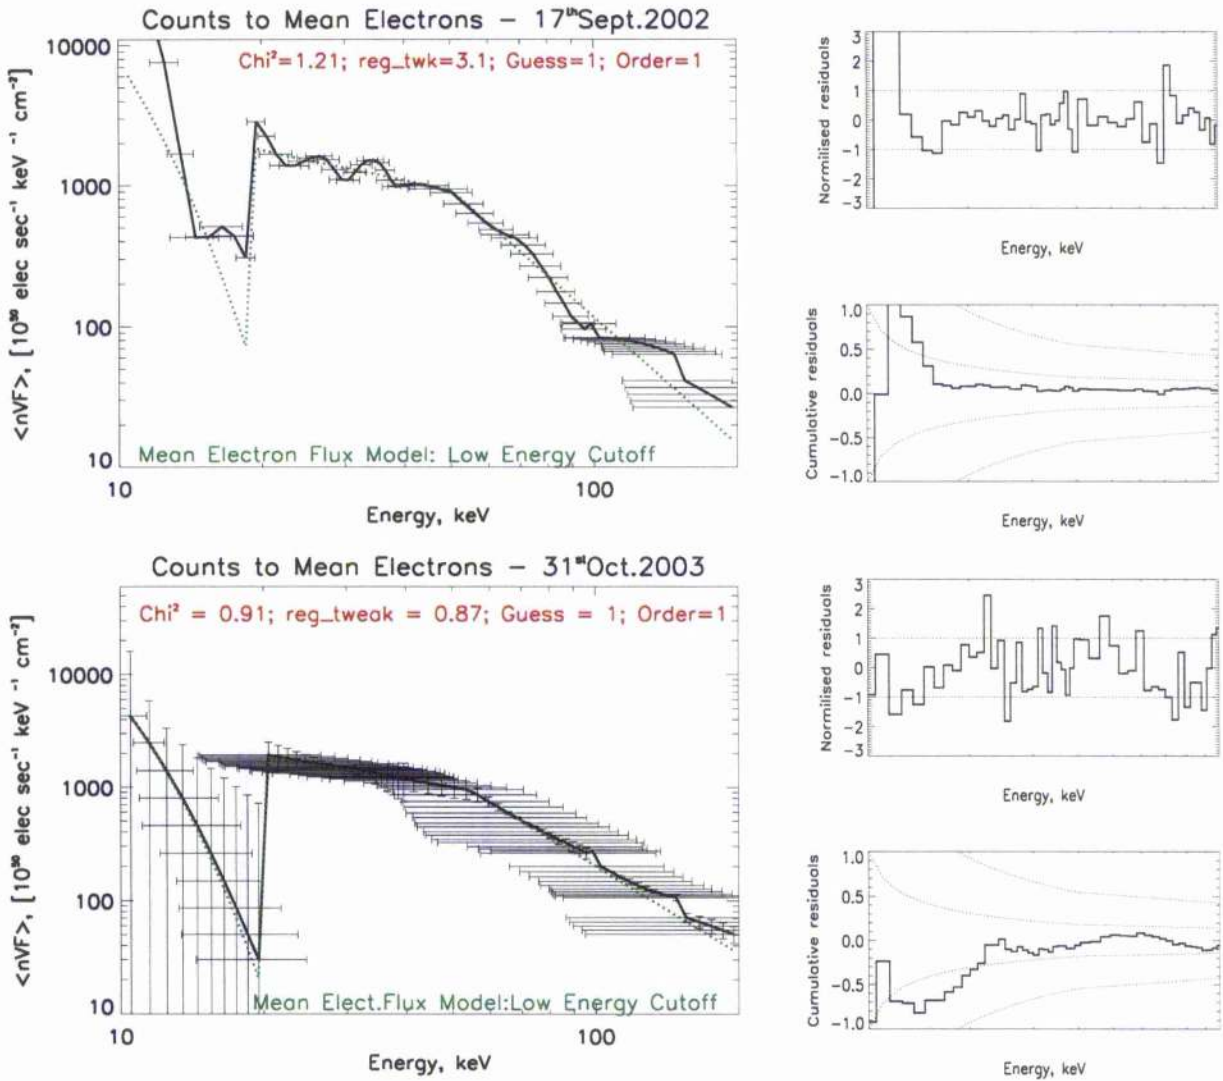 Counts to Mean Electrons – 17thSept.2002
Chi²=1.21; reg_twk=3.1; Guess=1; Order=1
<nVF>, [10⁵⁰ elec sec⁻¹ keV⁻¹ cm⁻²]
10000
1000
100
10
Mean Electron Flux Model: Low Energy Cutoff
10
100
Energy, keV
Normilised residuals
3
2
1
0
−1
−2
−3
Energy, keV
Cumulative residuals
1.0
0.5
0.0
−0.5
−1.0
Energy, keV
Counts to Mean Electrons – 31stOct.2003
Chi² = 0.91; reg_tweak = 0.87; Guess = 1; Order=1
<nVF>, [10⁵⁰ elec sec⁻¹ keV⁻¹ cm⁻²]
10000
1000
100
10
Mean Elect.Flux Model:Low Energy Cutoff
10
100
Energy, keV
Normilised residuals
3
2
1
0
−1
−2
−3
Energy, keV
Cumulative residuals
1.0
0.5
0.0
−0.5
−1.0
Energy, keV